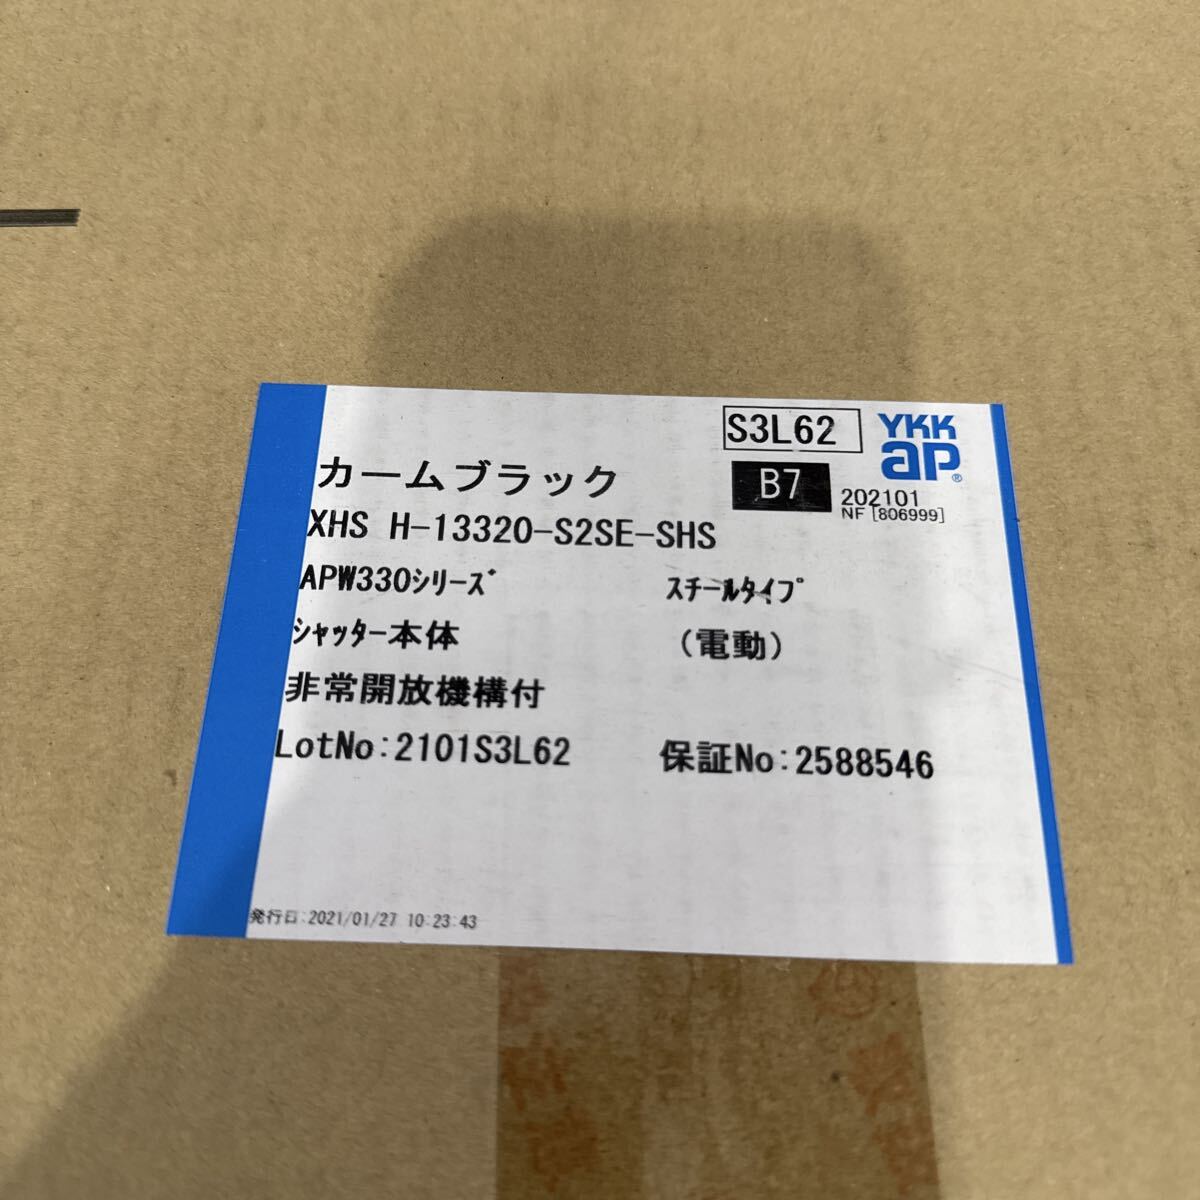 S3L62
YKK
ap®
カームブラック
B7
202101
NF [806999]
XHS H-13320-S2SE-SHS
APW330ｼﾘｰｽﾞ ｽﾁｰﾙﾀｲﾌﾟ
ｼｬｯﾀｰ本体 (電動)
非常開放機構付
LotNo:2101S3L62 保証No:2588546
発行日:2021/01/27 10:23:43